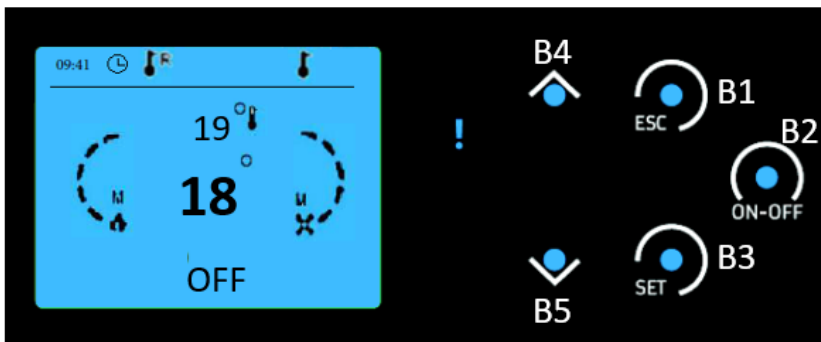 09:41 R
19°
18°
M
M
OFF
!
B4
ESC B1
B2
ON-OFF
SET B3
B5